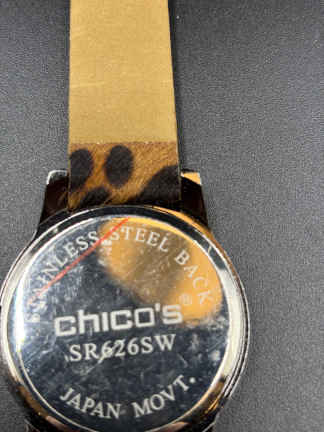 STAINLESS STEEL BACK
chico's®
SR626SW
JAPAN MOVT.